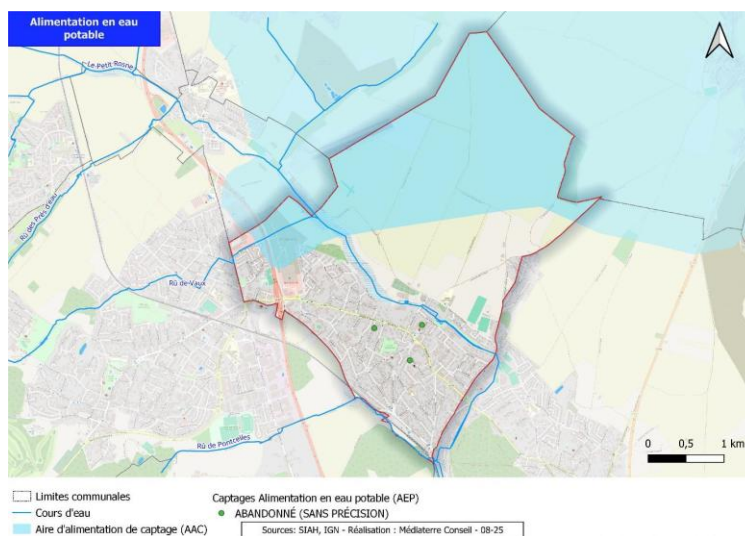 Alimentation en eau
potable
Le Petit Rosne
Rû des Prés d'eau
Rû de Vaux
Rû de Pontcelles
0 0,5 1 km
Limites communales
Cours d'eau
Aire d'alimentation de captage (AAC)
Captages Alimentation en eau potable (AEP)
ABANDONNÉ (SANS PRÉCISION)
Sources: SIAH, IGN - Réalisation : Médiaterre Conseil - 08-25